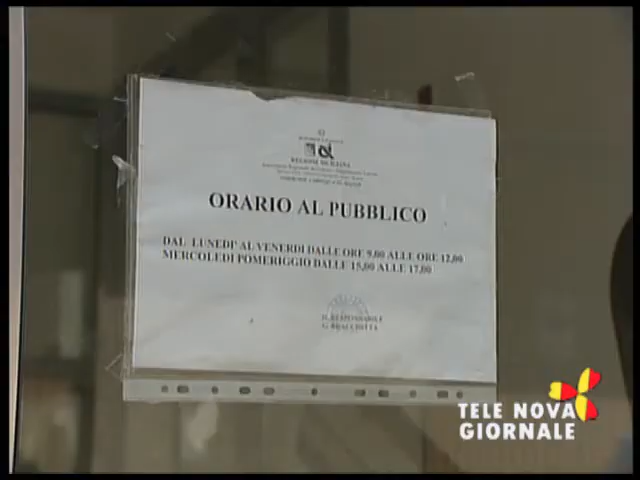 REGIONE SICILIANA
ORARIO AL PUBBLICO
DAL LUNEDI' AL VENERDI DALLE ORE 9,00 ALLE ORE 12,00
MERCOLEDI POMERIGGIO DALLE 15,00 ALLE 17,00
IL RESPONSABILE
G. BRACCHITTA
TELE NOVA
GIORNALE